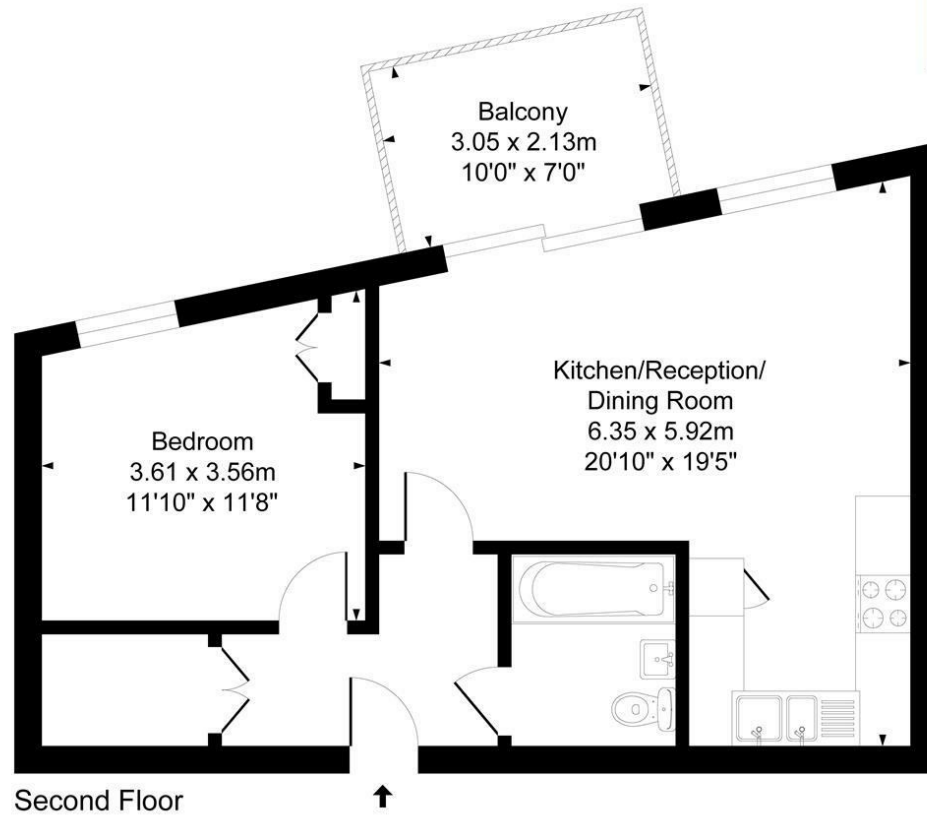 Balcony
3.05 x 2.13m
10'0" x 7'0"
Kitchen/Reception/
Dining Room
6.35 x 5.92m
20'10" x 19'5"
Bedroom
3.61 x 3.56m
11'10" x 11'8"
Second Floor